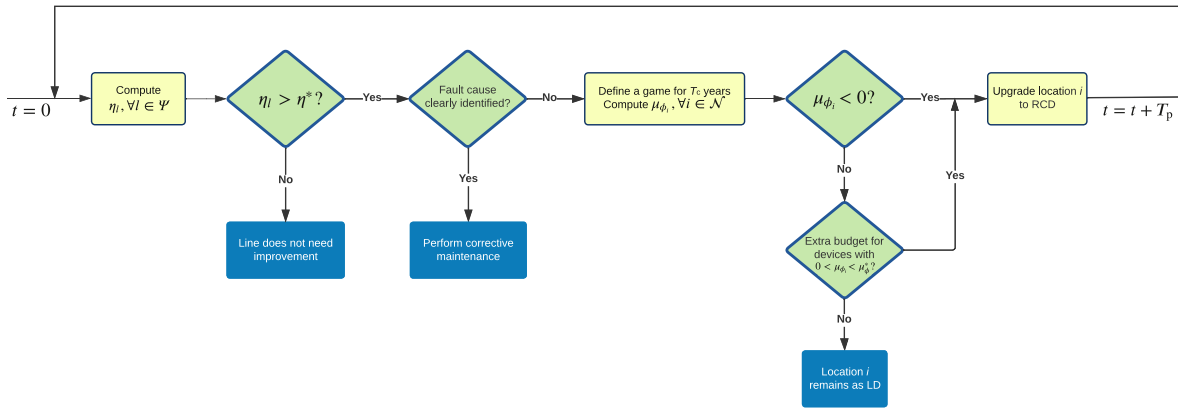 t = 0
Compute
η_l, ∀l ∈ Ψ
η_l > η*?
Yes
No
Line does not need
improvement
Fault cause
clearly identified?
No
Yes
Perform corrective
maintenance
Define a game for T_c years
Compute μ_{ϕ_i}, ∀i ∈ 𝒩
μ_{ϕ_i} < 0?
Yes
No
Extra budget for
devices with
0 < μ_{ϕ_i} < μ*_ϕ?
Yes
No
Location i
remains as LD
Upgrade location i
to RCD
t = t + T_p